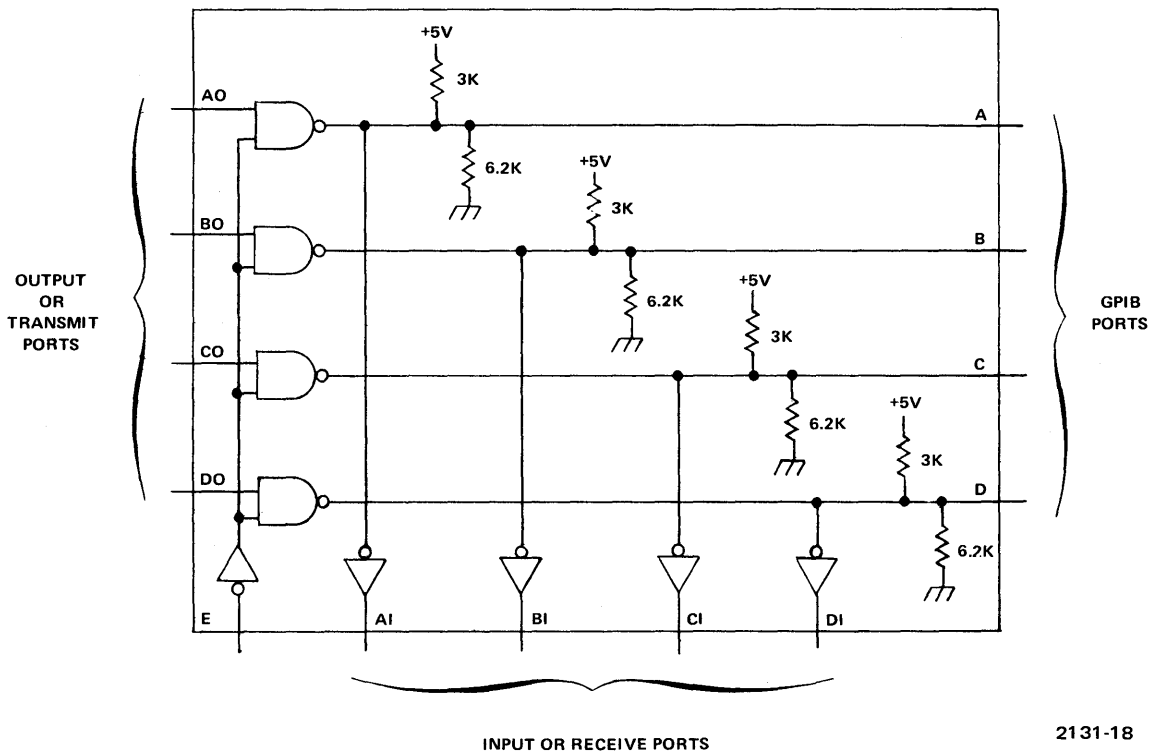 +5V
3K
AO
A
6.2K
+5V
3K
BO
B
6.2K
+5V
3K
CO
C
6.2K
+5V
3K
DO
D
6.2K
E
AI
BI
CI
DI
OUTPUT
OR
TRANSMIT
PORTS
GPIB
PORTS
INPUT OR RECEIVE PORTS
2131-18